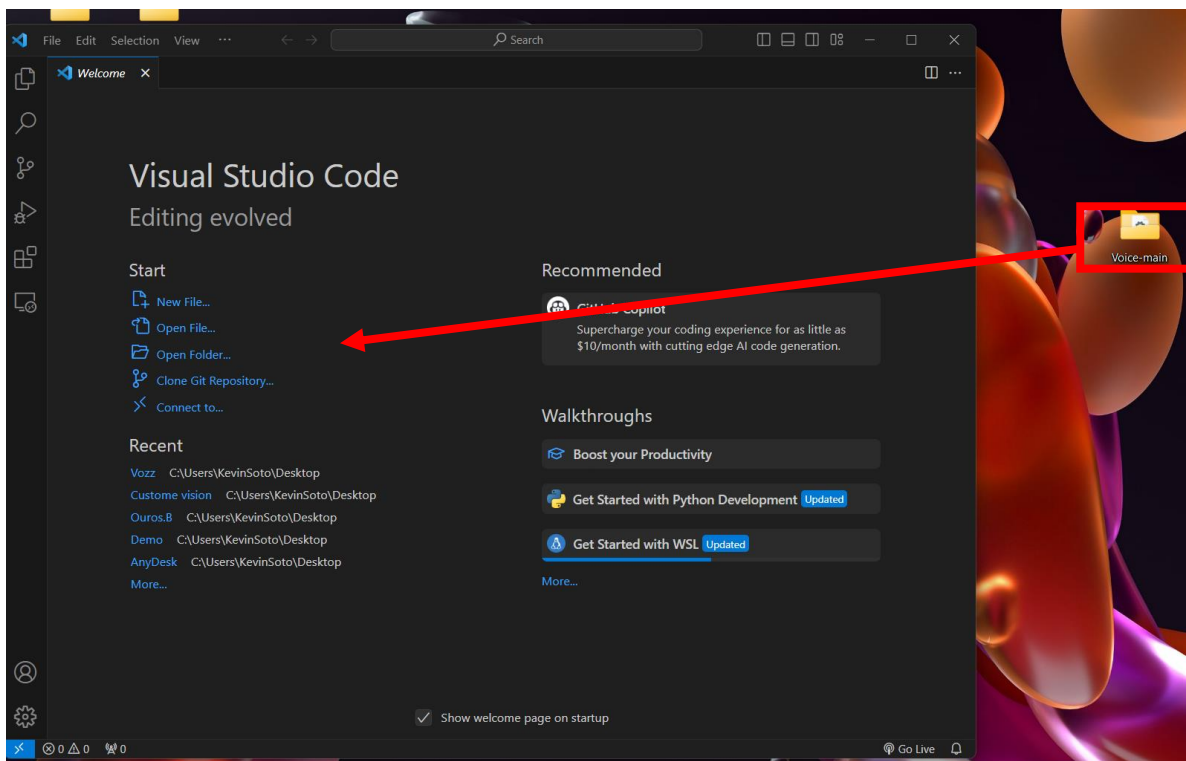 File Edit Selection View ··· Search
Welcome
Visual Studio Code
Editing evolved
Start
New File...
Open File...
Open Folder...
Clone Git Repository...
Connect to...
Recent
Vozz C:\Users\KevinSoto\Desktop
Custome vision C:\Users\KevinSoto\Desktop
Ouros.B C:\Users\KevinSoto\Desktop
Demo C:\Users\KevinSoto\Desktop
AnyDesk C:\Users\KevinSoto\Desktop
More...
Recommended
GitHub Copilot
Supercharge your coding experience for as little as
$10/month with cutting edge AI code generation.
Walkthroughs
Boost your Productivity
Get Started with Python Development Updated
Get Started with WSL Updated
More...
Show welcome page on startup
0 0 0 Go Live
Voice-main